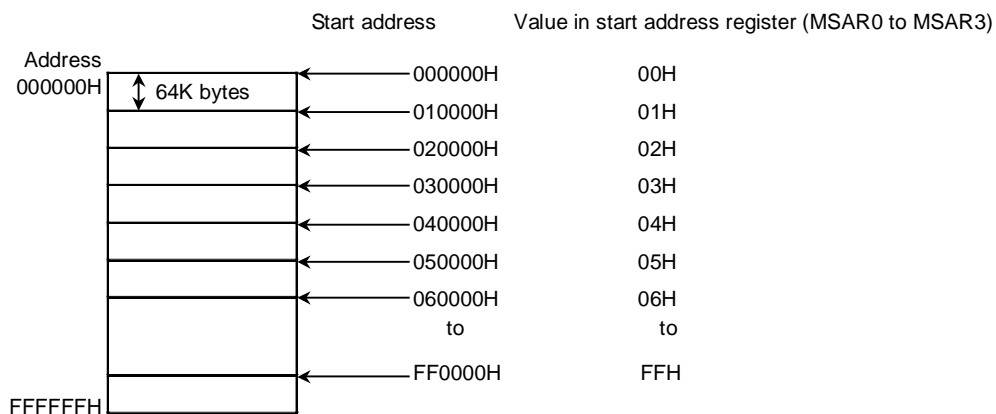 Start address Value in start address register (MSAR0 to MSAR3)
Address
000000H
64K bytes
000000H 00H
010000H 01H
020000H 02H
030000H 03H
040000H 04H
050000H 05H
060000H 06H
to to
FF0000H FFH
FFFFFFH